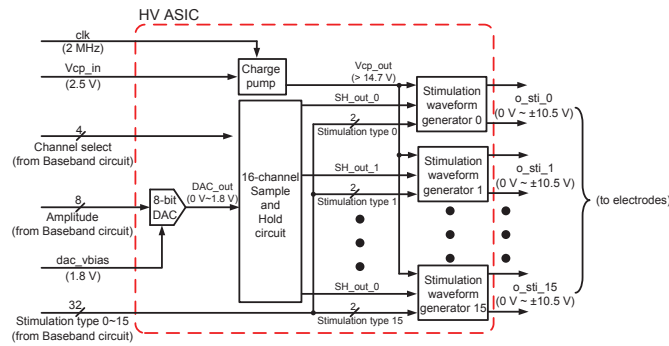 HV ASIC
clk
(2 MHz)
Vcp_in
(2.5 V)
Charge
pump
Vcp_out
(> 14.7 V)
SH_out_0
2
Stimulation type 0
Stimulation
waveform
generator 0
o_sti_0
(0 V ~ ±10.5 V)
4
Channel select
(from Baseband circuit)
8
Amplitude
(from Baseband circuit)
8-bit
DAC
DAC_out
(0 V~1.8 V)
16-channel
Sample
and
Hold
circuit
SH_out_1
2
Stimulation type 1
Stimulation
waveform
generator 1
o_sti_1
(0 V ~ ±10.5 V)
(to electrodes)
dac_vbias
(1.8 V)
SH_out_0
2
Stimulation type 15
Stimulation
waveform
generator 15
o_sti_15
(0 V ~ ±10.5 V)
32
Stimulation type 0~15
(from Baseband circuit)